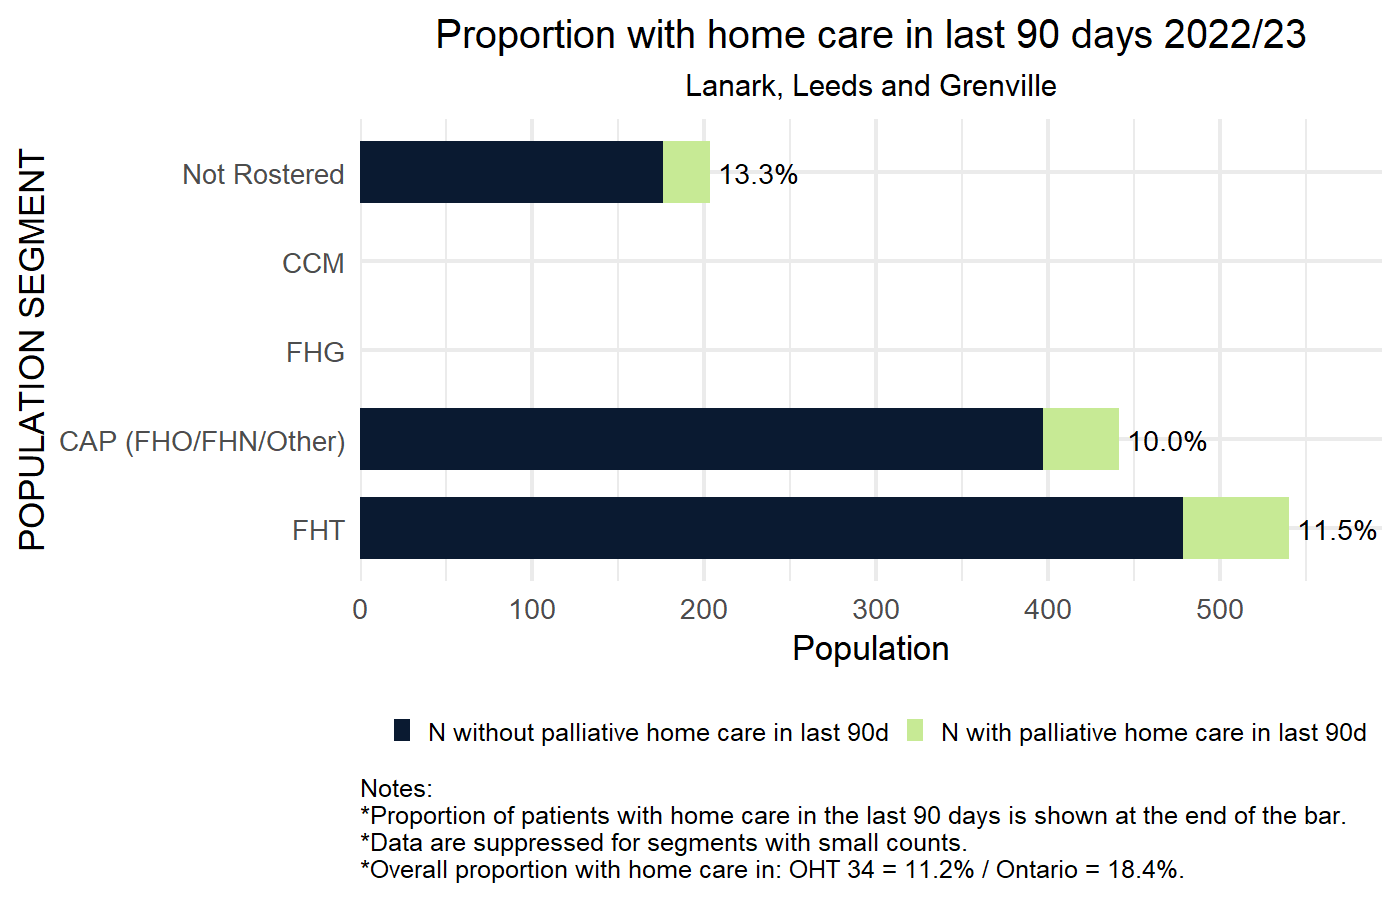 Proportion with home care in last 90 days 2022/23
Lanark, Leeds and Grenville
POPULATION SEGMENT
Not Rostered
13.3%
CCM
FHG
CAP (FHO/FHN/Other)
10.0%
FHT
11.5%
0 100 200 300 400 500
Population
N without palliative home care in last 90d N with palliative home care in last 90d
Notes:
*Proportion of patients with home care in the last 90 days is shown at the end of the bar.
*Data are suppressed for segments with small counts.
*Overall proportion with home care in: OHT 34 = 11.2% / Ontario = 18.4%.